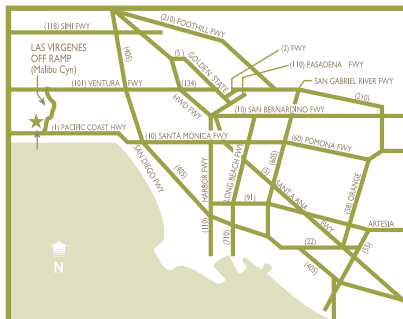 (118) SIMI FWY
(210) FOOTHILL FWY
(405)
(5)
GOLDEN STATE
(2) FWY
(110) PASADENA FWY
LAS VIRGENES
OFF RAMP
(Malibu Cyn)
(101) VENTURA FWY
(134)
HWD FWY
SAN GABRIEL RIVER FWY
(210)
(10) SAN BERNARDINO FWY
(1) PACIFIC COAST HWY
(10) SANTA MONICA FWY
(60) POMONA FWY
SAN DIEGO FWY
(405)
HARBOR FWY
LONG BEACH FWY
(605)
(5)
SANTA ANA
FWY
(91)
(58) ORANGE
ARTESIA
(110)
(710)
(22)
(55)
(405)
N